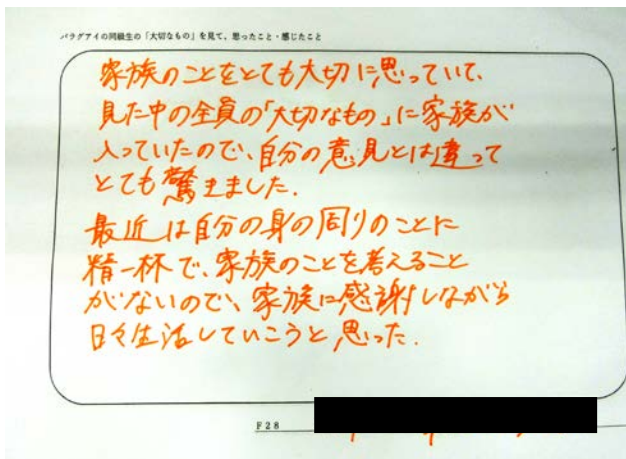 パラグアイの同級生の「大切なもの」を見て、思ったこと・感じたこと
家族のことをとても大切に思っていて、
見た中の全員の「大切なもの」に家族が
入っていたので、自分の意見とは違って
とても驚きました.
最近は自分の身の周りのことに
精一杯で、家族のことを考えること
がないので、家族に感謝しながら
日々生活していこうと思った.
F28